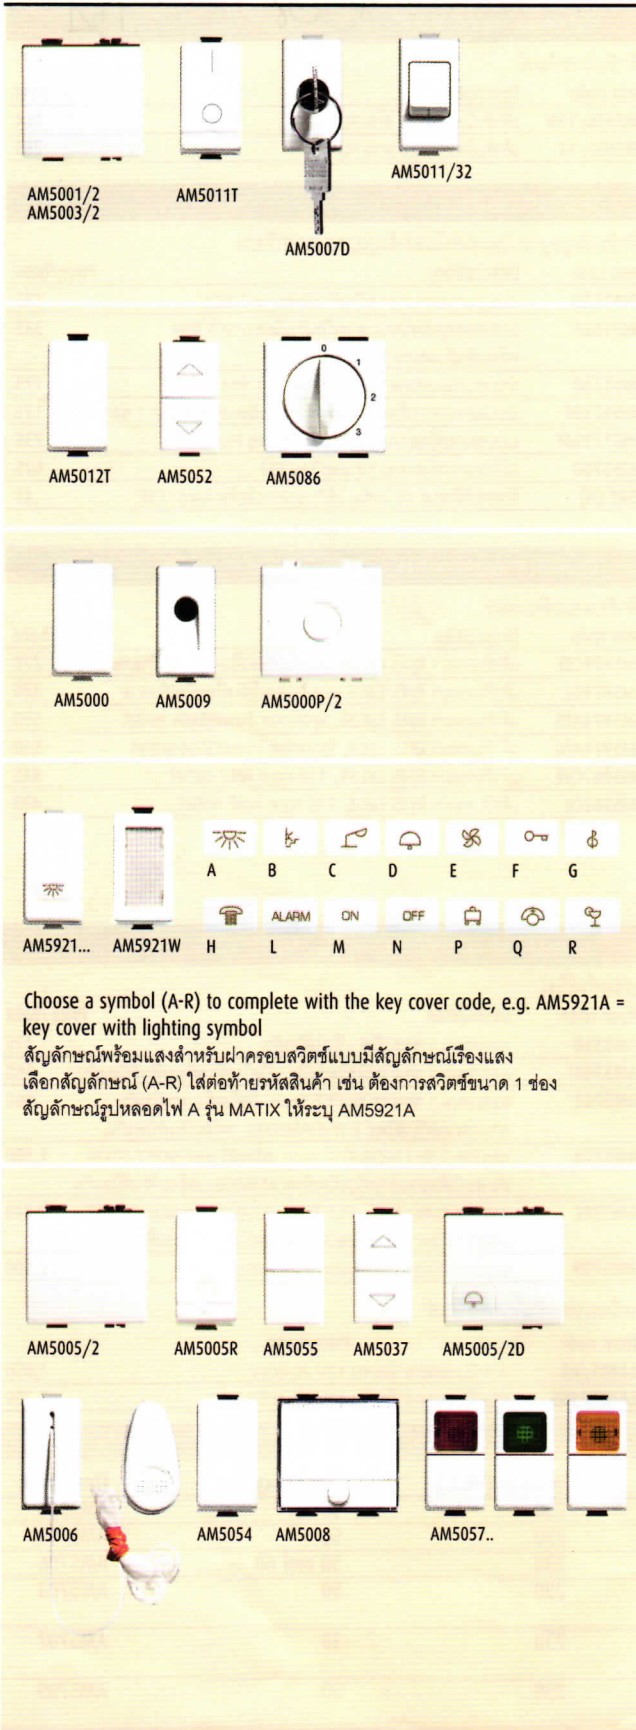 AM5001/2
AM5003/2
AM5011T
AM5007D
AM5011/32
0
1
2
3
AM5012T AM5052 AM5086
AM5000 AM5009 AM5000P/2
A B C D E F G
ALARM ON OFF
AM5921... AM5921W H L M N P Q R
Choose a symbol (A-R) to complete with the key cover code, e.g. AM5921A =
key cover with lighting symbol
สัญลักษณ์พร้อมแสงสำหรับฝาครอบสวิตช์แบบมีสัญลักษณ์เรืองแสง
เลือกสัญลักษณ์ (A-R) ใส่ต่อท้ายรหัสสินค้า เช่น ต้องการสวิตช์ขนาด 1 ช่อง
สัญลักษณ์รูปหลอดไฟ A รุ่น MATIX ให้ระบุ AM5921A
AM5005/2 AM5005R AM5055 AM5037 AM5005/2D
AM5006 AM5054 AM5008 AM5057..